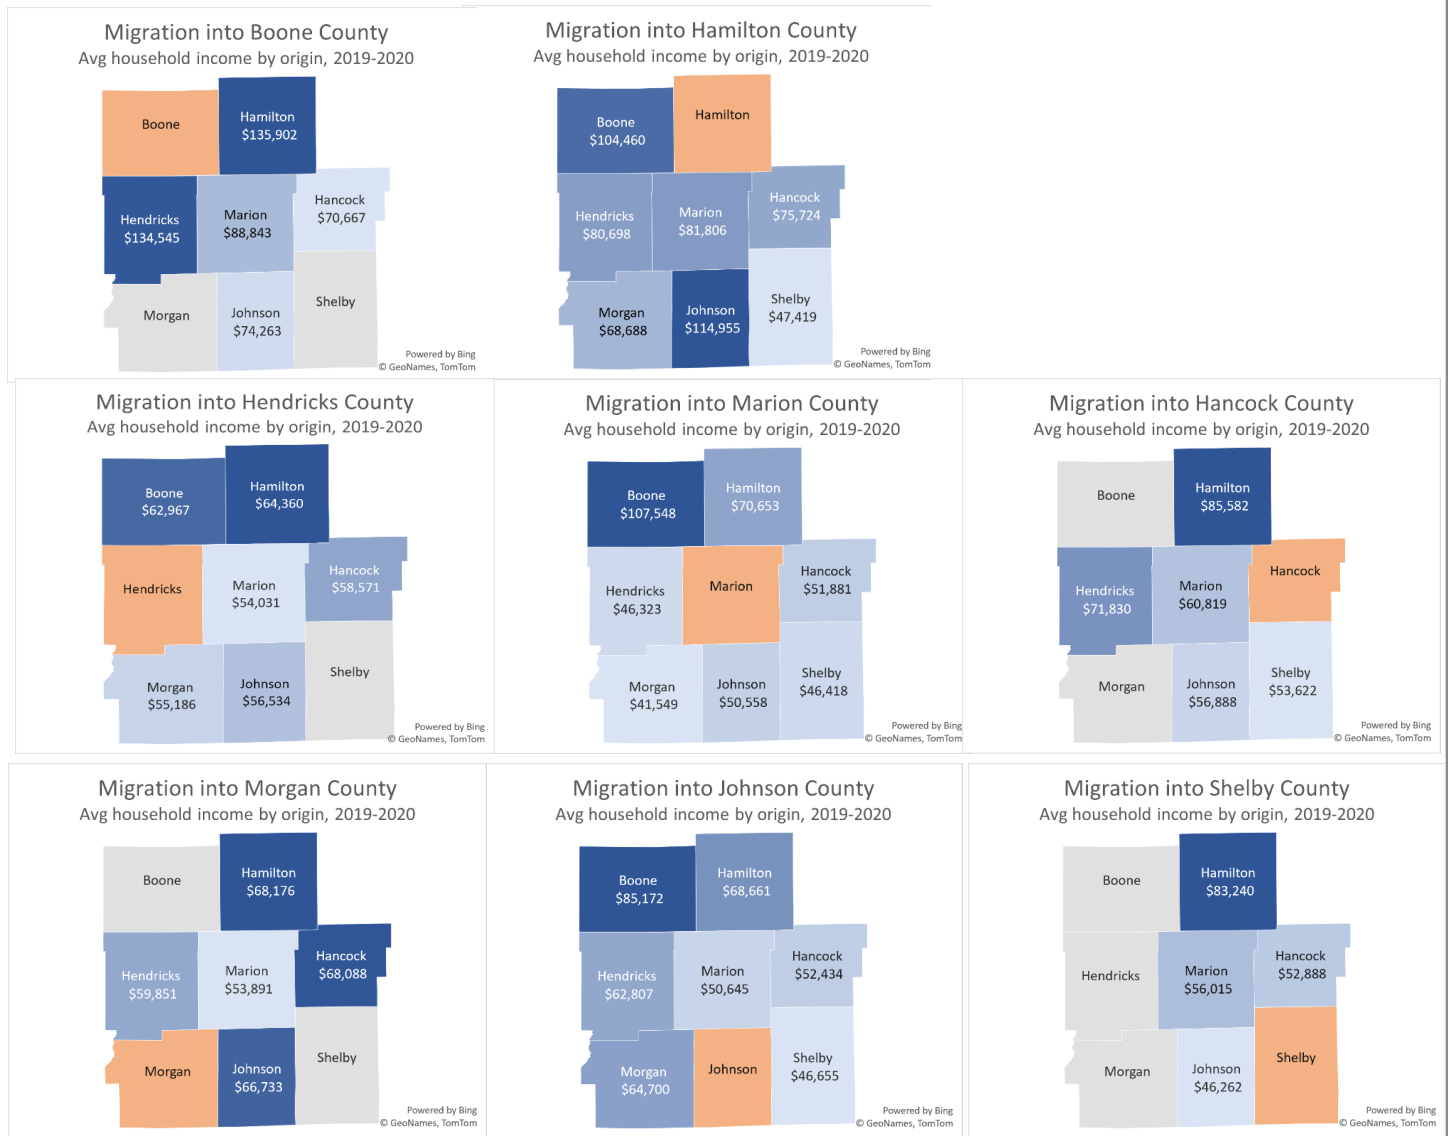 Migration into Boone County
Avg household income by origin, 2019-2020
Boone
Hamilton
$135,902
Hendricks
$134,545
Marion
$88,843
Hancock
$70,667
Morgan
Johnson
$74,263
Shelby
Powered by Bing
© GeoNames, TomTom
Migration into Hamilton County
Avg household income by origin, 2019-2020
Boone
$104,460
Hamilton
Hendricks
$80,698
Marion
$81,806
Hancock
$75,724
Morgan
$68,688
Johnson
$114,955
Shelby
$47,419
Powered by Bing
© GeoNames, TomTom
Migration into Hendricks County
Avg household income by origin, 2019-2020
Boone
$62,967
Hamilton
$64,360
Hendricks
Marion
$54,031
Hancock
$58,571
Morgan
$55,186
Johnson
$56,534
Shelby
Powered by Bing
© GeoNames, TomTom
Migration into Marion County
Avg household income by origin, 2019-2020
Boone
$107,548
Hamilton
$70,653
Hendricks
$46,323
Marion
Hancock
$51,881
Morgan
$41,549
Johnson
$50,558
Shelby
$46,418
Powered by Bing
© GeoNames, TomTom
Migration into Hancock County
Avg household income by origin, 2019-2020
Boone
Hamilton
$85,582
Hendricks
$71,830
Marion
$60,819
Hancock
Morgan
Johnson
$56,888
Shelby
$53,622
Powered by Bing
© GeoNames, TomTom
Migration into Morgan County
Avg household income by origin, 2019-2020
Boone
Hamilton
$68,176
Hendricks
$59,851
Marion
$53,891
Hancock
$68,088
Morgan
Johnson
$66,733
Shelby
Powered by Bing
© GeoNames, TomTom
Migration into Johnson County
Avg household income by origin, 2019-2020
Boone
$85,172
Hamilton
$68,661
Hendricks
$62,807
Marion
$50,645
Hancock
$52,434
Morgan
$64,700
Johnson
Shelby
$46,655
Powered by Bing
© GeoNames, TomTom
Migration into Shelby County
Avg household income by origin, 2019-2020
Boone
Hamilton
$83,240
Hendricks
Marion
$56,015
Hancock
$52,888
Morgan
Johnson
$46,262
Shelby
Powered by Bing
© GeoNames, TomTom